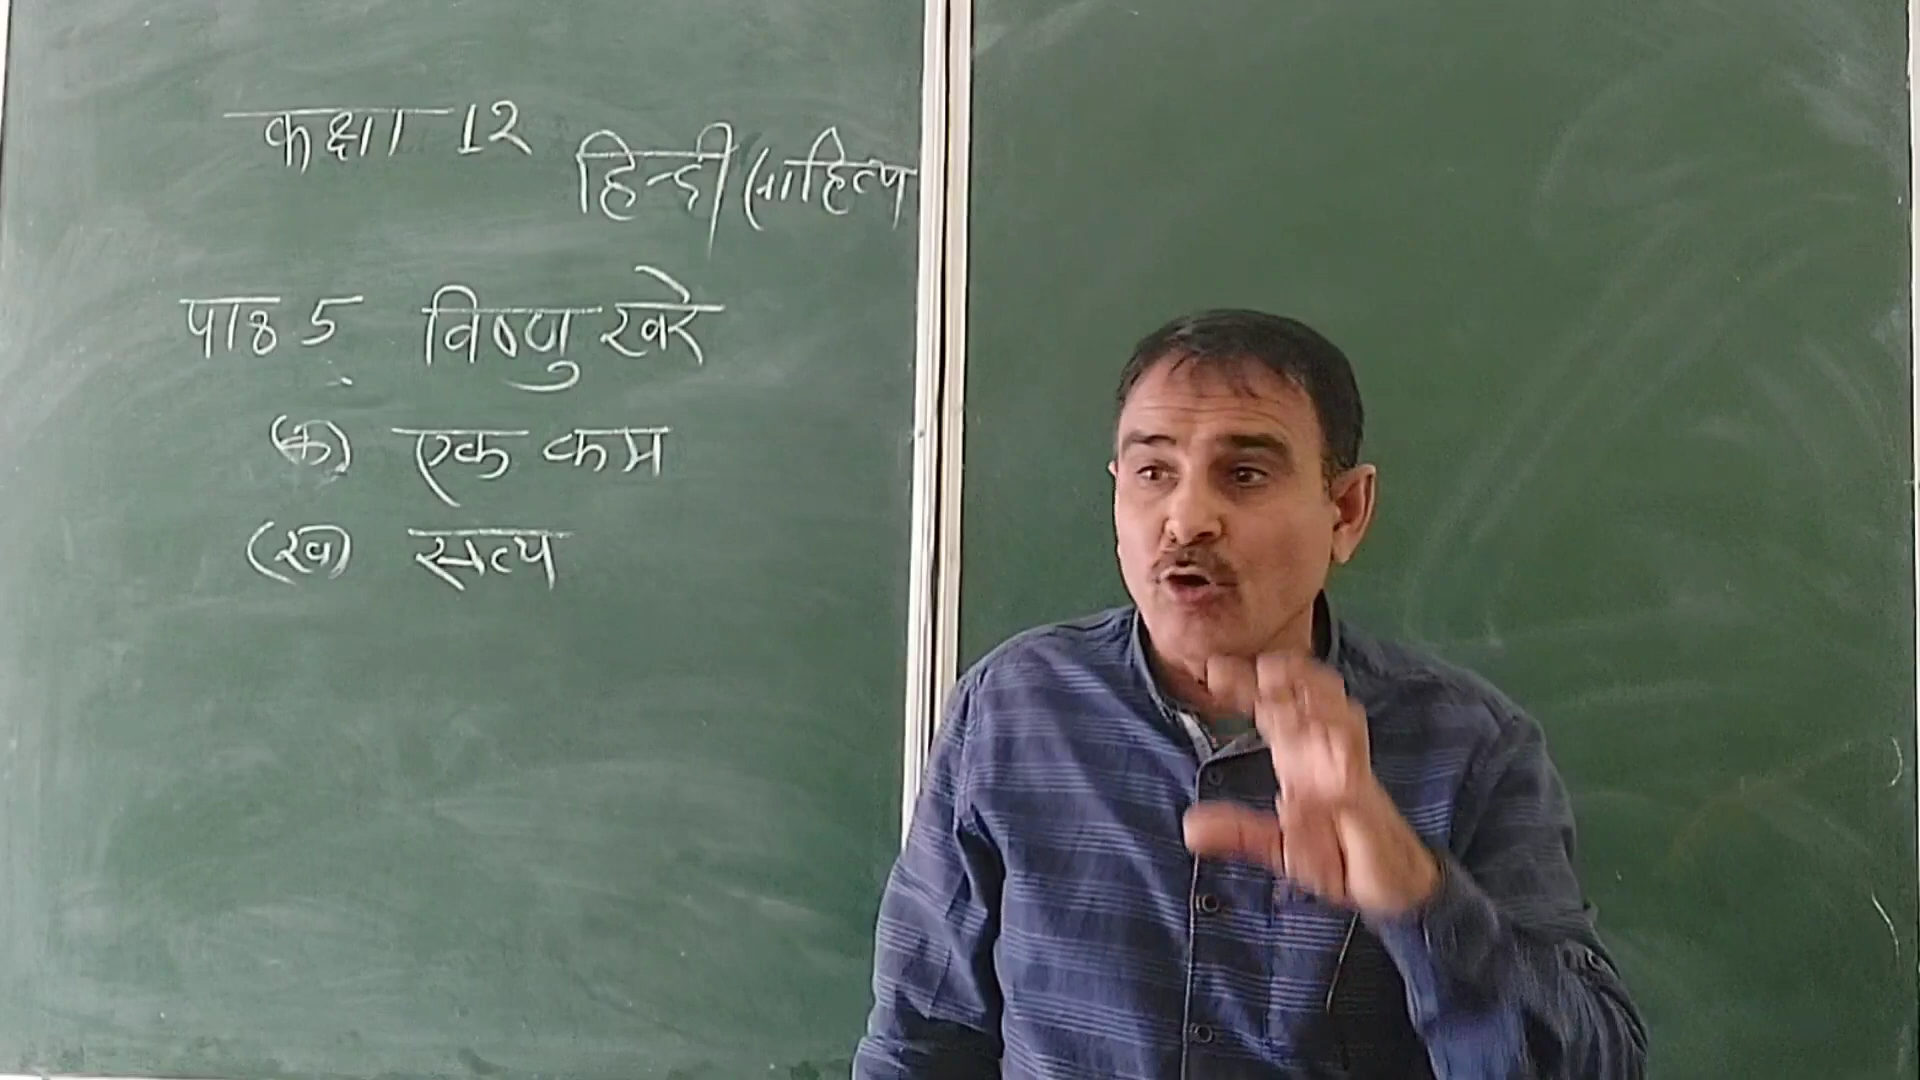 कक्षा 12
हिन्दी साहित्य
पाठ 5 विष्णु खरे
(क) एक कम
(ख) सत्य